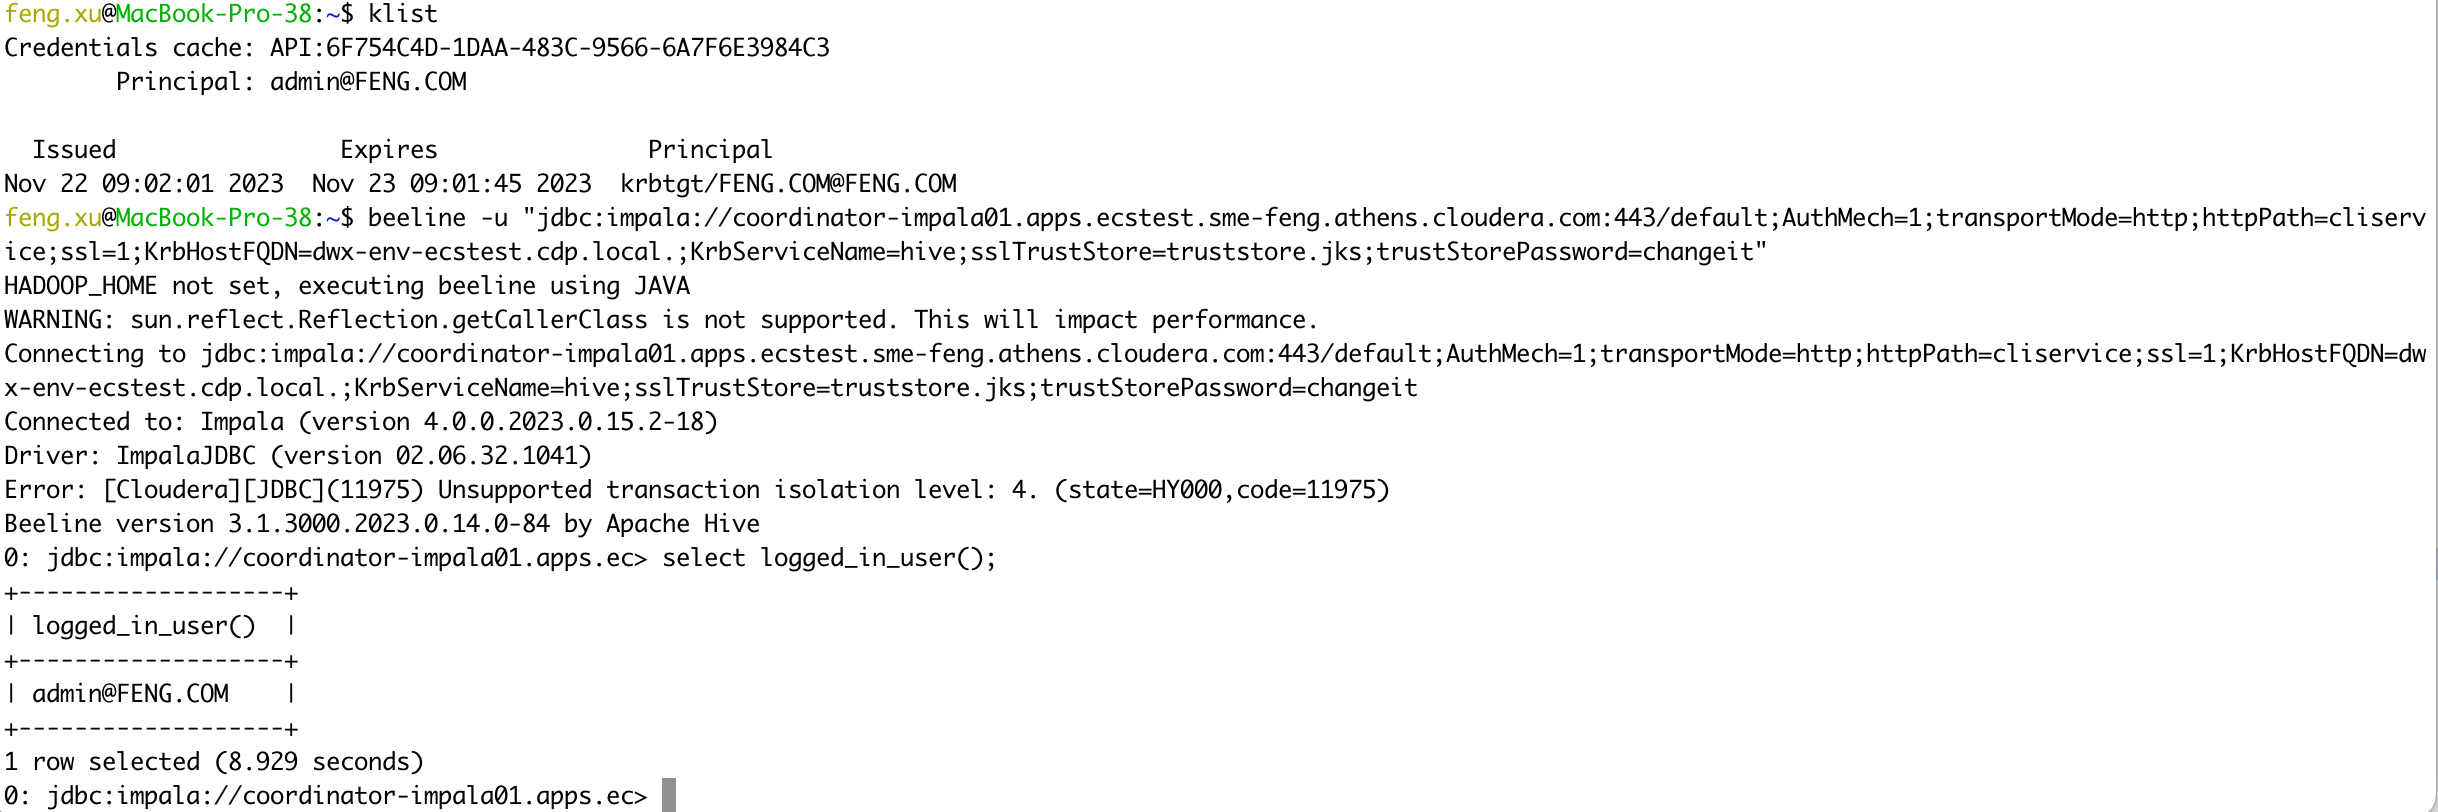 feng.xu@MacBook-Pro-38:~$ klist
Credentials cache: API:6F754C4D-1DAA-483C-9566-6A7F6E3984C3
        Principal: admin@FENG.COM

  Issued                Expires               Principal
Nov 22 09:02:01 2023  Nov 23 09:01:45 2023  krbtgt/FENG.COM@FENG.COM
feng.xu@MacBook-Pro-38:~$ beeline -u "jdbc:impala://coordinator-impala01.apps.ecstest.sme-feng.athens.cloudera.com:443/default;AuthMech=1;transportMode=http;httpPath=cliserv
ice;ssl=1;KrbHostFQDN=dwx-env-ecstest.cdp.local.;KrbServiceName=hive;sslTrustStore=truststore.jks;trustStorePassword=changeit"
HADOOP_HOME not set, executing beeline using JAVA
WARNING: sun.reflect.Reflection.getCallerClass is not supported. This will impact performance.
Connecting to jdbc:impala://coordinator-impala01.apps.ecstest.sme-feng.athens.cloudera.com:443/default;AuthMech=1;transportMode=http;httpPath=cliservice;ssl=1;KrbHostFQDN=dw
x-env-ecstest.cdp.local.;KrbServiceName=hive;sslTrustStore=truststore.jks;trustStorePassword=changeit
Connected to: Impala (version 4.0.0.2023.0.15.2-18)
Driver: ImpalaJDBC (version 02.06.32.1041)
Error: [Cloudera][JDBC](11975) Unsupported transaction isolation level: 4. (state=HY000,code=11975)
Beeline version 3.1.3000.2023.0.14.0-84 by Apache Hive
0: jdbc:impala://coordinator-impala01.apps.ec> select logged_in_user();
+-------------------+
| logged_in_user()  |
+-------------------+
| admin@FENG.COM    |
+-------------------+
1 row selected (8.929 seconds)
0: jdbc:impala://coordinator-impala01.apps.ec>